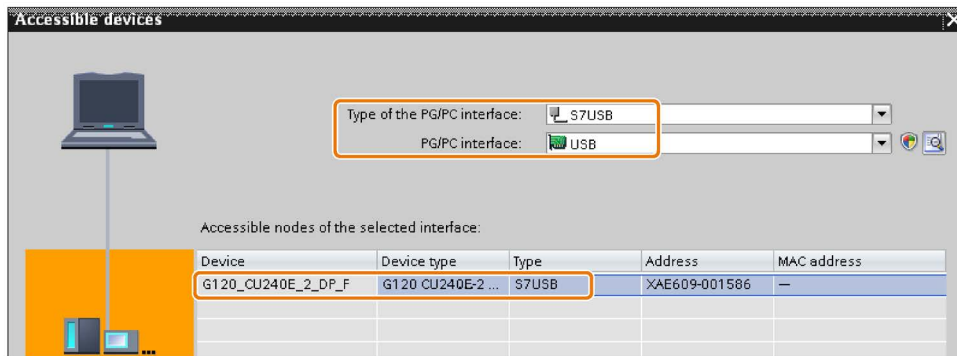 Accessible devices
Type of the PG/PC interface: S7USB
PG/PC interface: USB
Accessible nodes of the selected interface:
Device Device type Type Address MAC address
G120_CU240E_2_DP_F G120 CU240E-2 ... S7USB XAE609-001586 —